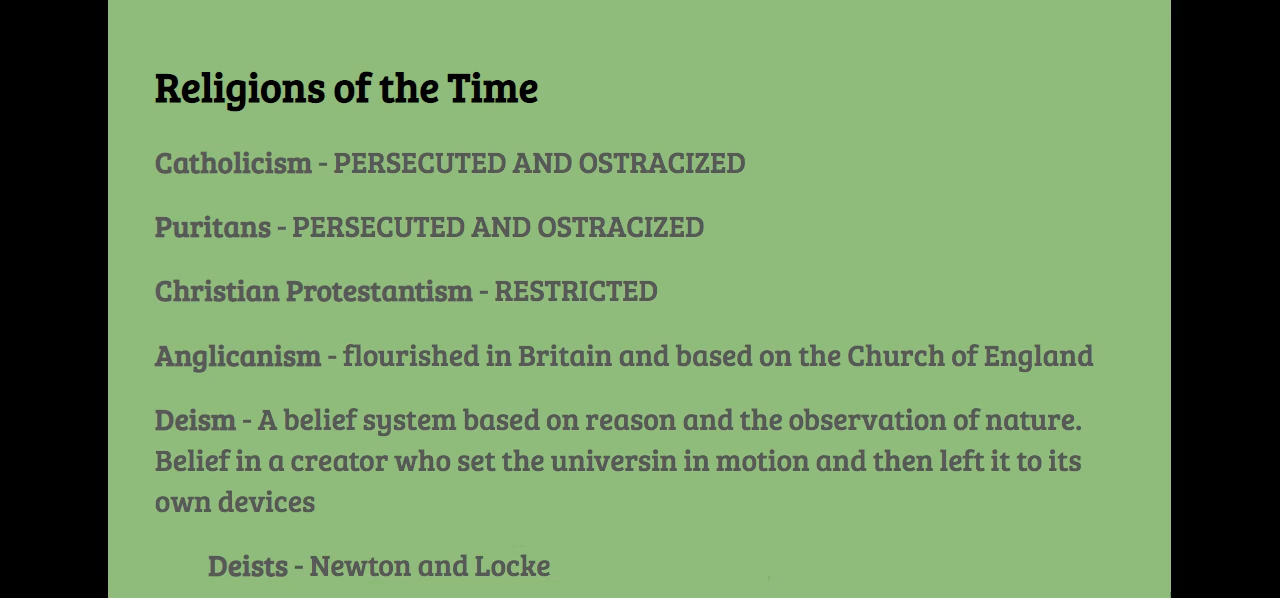 Religions of the Time
Catholicism - PERSECUTED AND OSTRACIZED
Puritans - PERSECUTED AND OSTRACIZED
Christian Protestantism - RESTRICTED
Anglicanism - flourished in Britain and based on the Church of England
Deism - A belief system based on reason and the observation of nature.
Belief in a creator who set the universin in motion and then left it to its
own devices
Deists - Newton and Locke